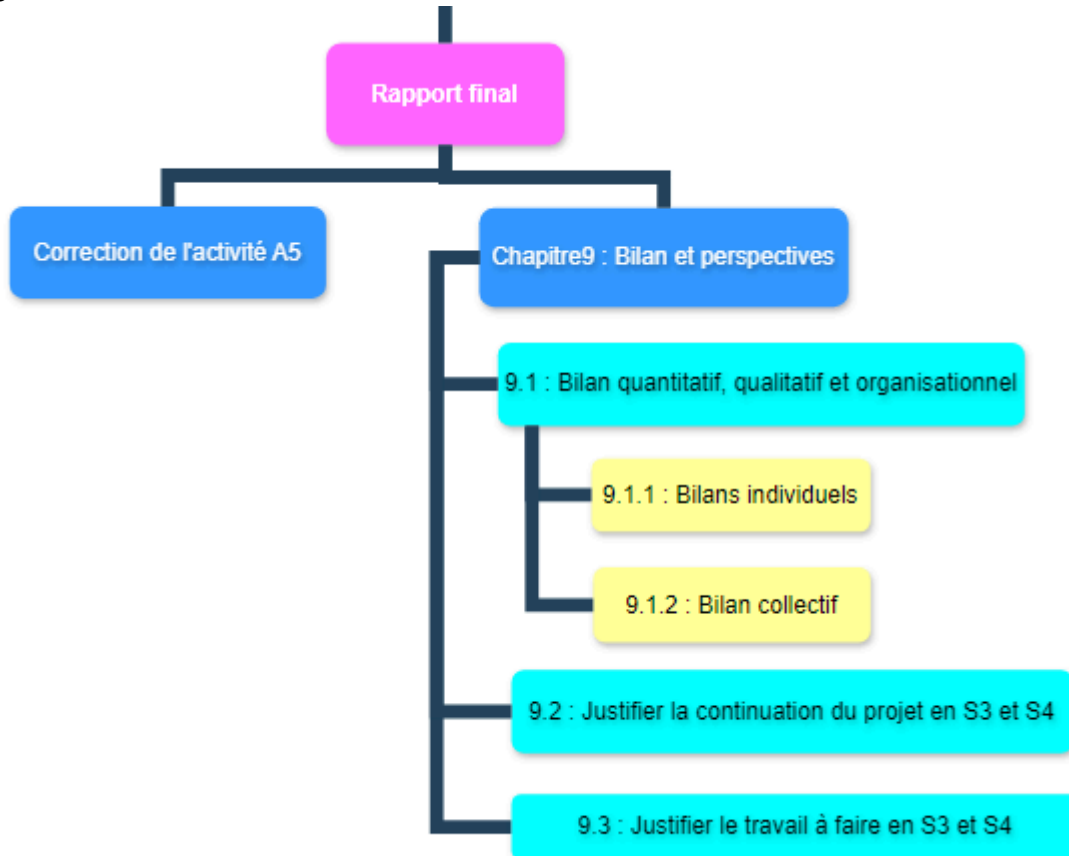 Rapport final
Correction de l'activité A5
Chapitre9 : Bilan et perspectives
9.1 : Bilan quantitatif, qualitatif et organisationnel
9.1.1 : Bilans individuels
9.1.2 : Bilan collectif
9.2 : Justifier la continuation du projet en S3 et S4
9.3 : Justifier le travail à faire en S3 et S4